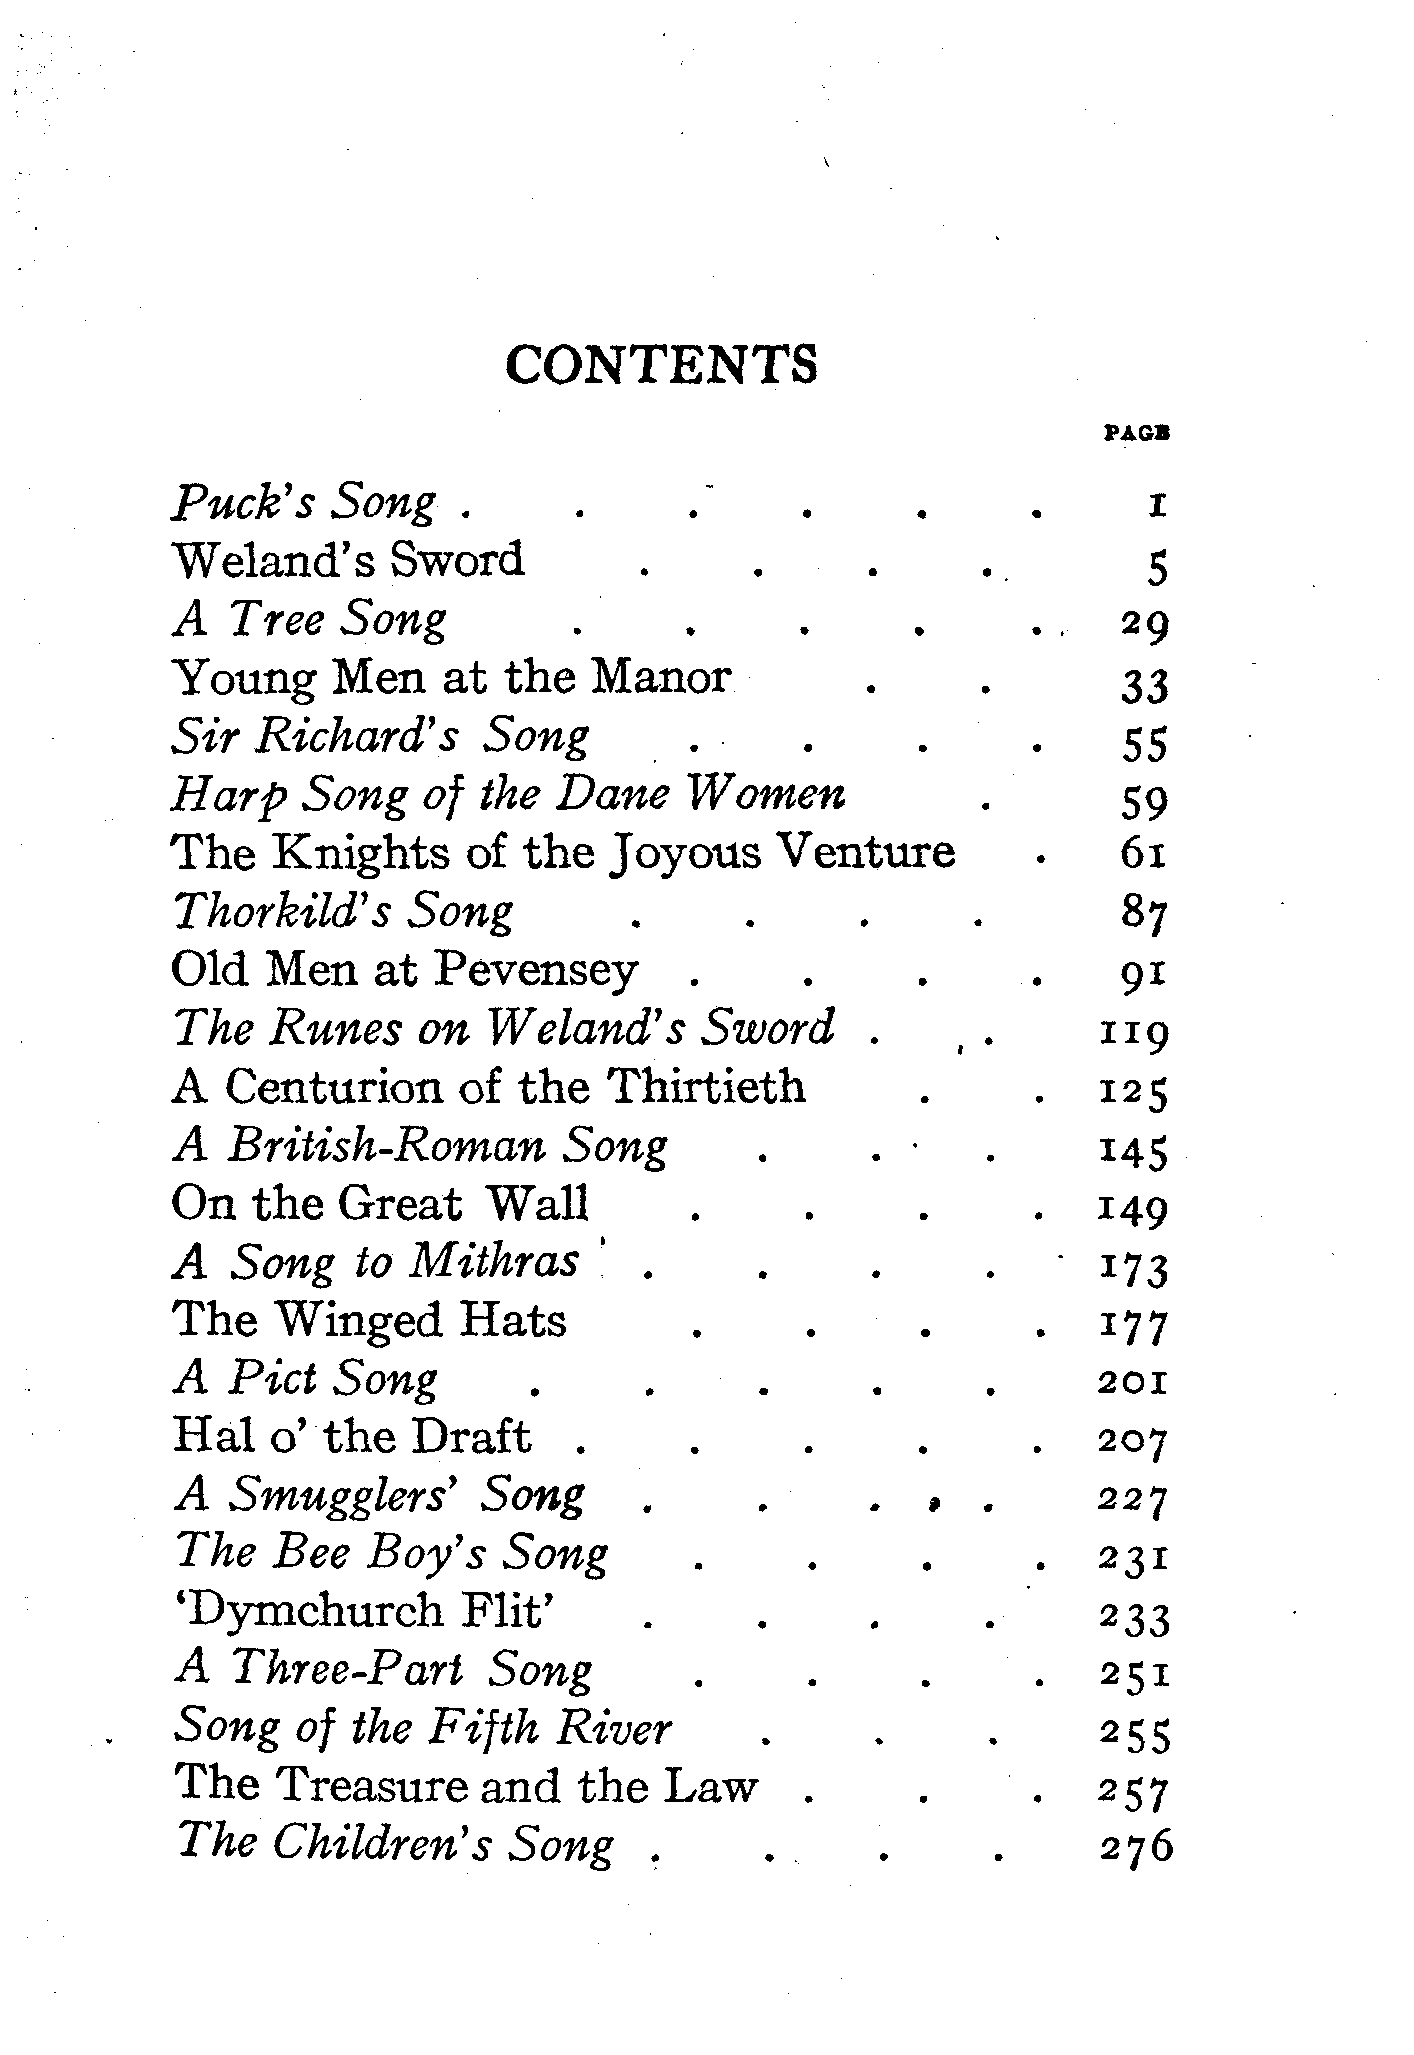 CONTENTS
PAGE
Puck's Song . . . . . . 1
Weland's Sword . . . . 5
A Tree Song . . . . . 29
Young Men at the Manor . . 33
Sir Richard's Song . . . . 55
Harp Song of the Dane Women . 59
The Knights of the Joyous Venture . 61
Thorkild's Song . . . . 87
Old Men at Pevensey . . . . 91
The Runes on Weland's Sword . . 119
A Centurion of the Thirtieth . . 125
A British-Roman Song . . . 145
On the Great Wall . . . . 149
A Song to Mithras . . . . 173
The Winged Hats . . . . 177
A Pict Song . . . . . 201
Hal o' the Draft . . . . . 207
A Smugglers' Song . . . . 227
The Bee Boy's Song . . . . 231
'Dymchurch Flit' . . . . 233
A Three-Part Song . . . . 251
Song of the Fifth River . . . 255
The Treasure and the Law . . . 257
The Children's Song . . . . 276